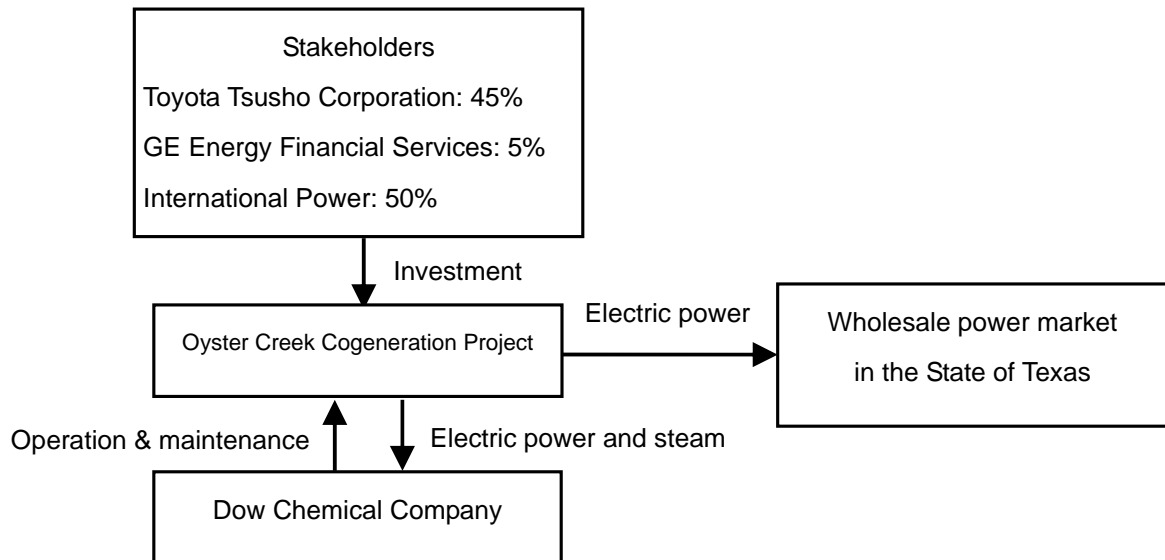 Stakeholders
Toyota Tsusho Corporation: 45%
GE Energy Financial Services: 5%
International Power: 50%
Investment
Oyster Creek Cogeneration Project
Electric power
Wholesale power market
in the State of Texas
Operation & maintenance
Electric power and steam
Dow Chemical Company